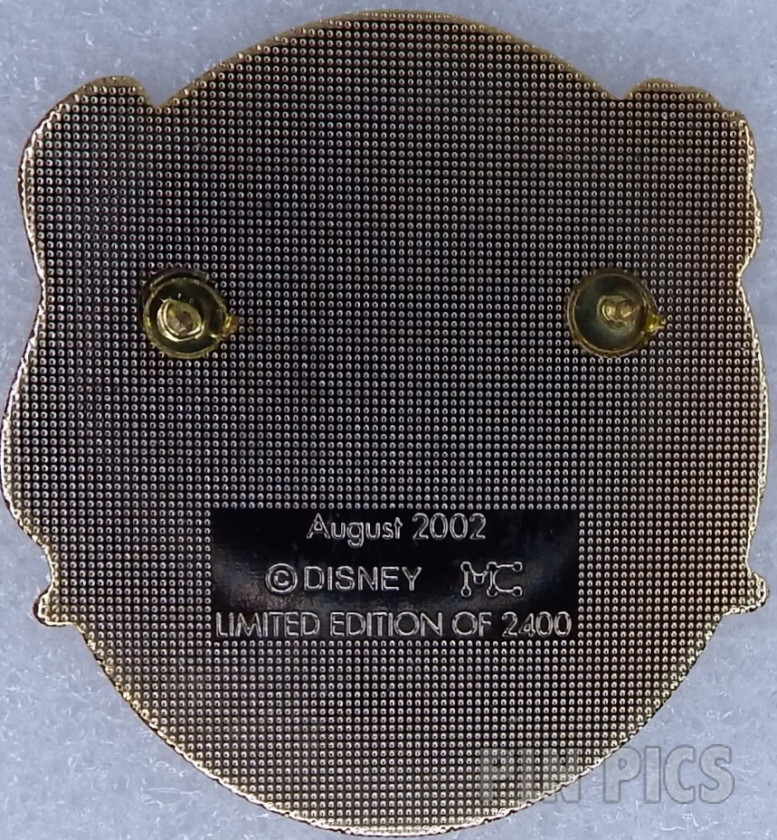 August 2002
© DISNEY MC
LIMITED EDITION OF 2400
PIN PICS